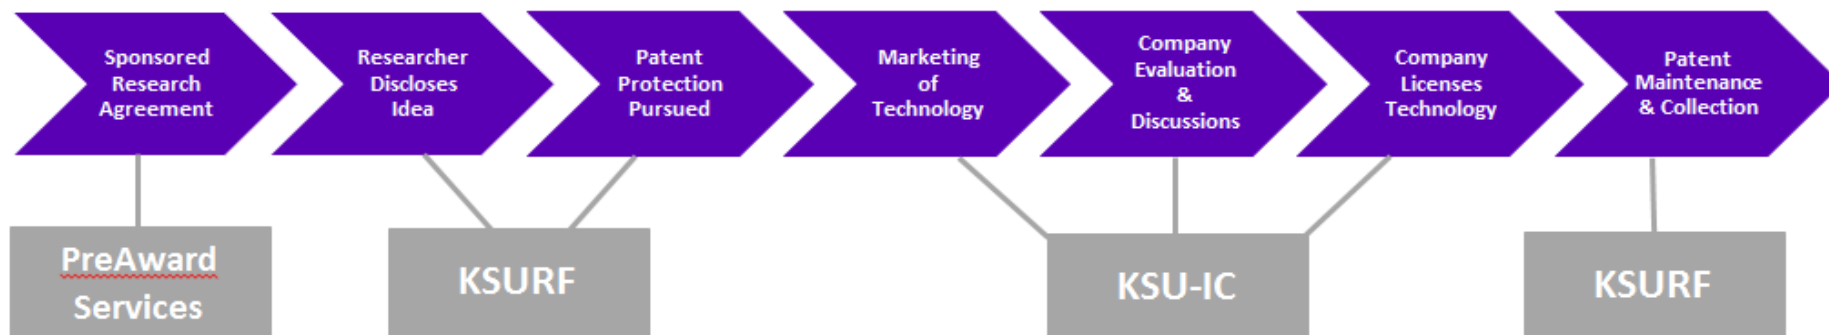 Sponsored
Research
Agreement
Researcher
Discloses
Idea
Patent
Protection
Pursued
Marketing
of
Technology
Company
Evaluation
&
Discussions
Company
Licenses
Technology
Patent
Maintenance
& Collection
PreAward
Services
KSURF
KSU-IC
KSURF